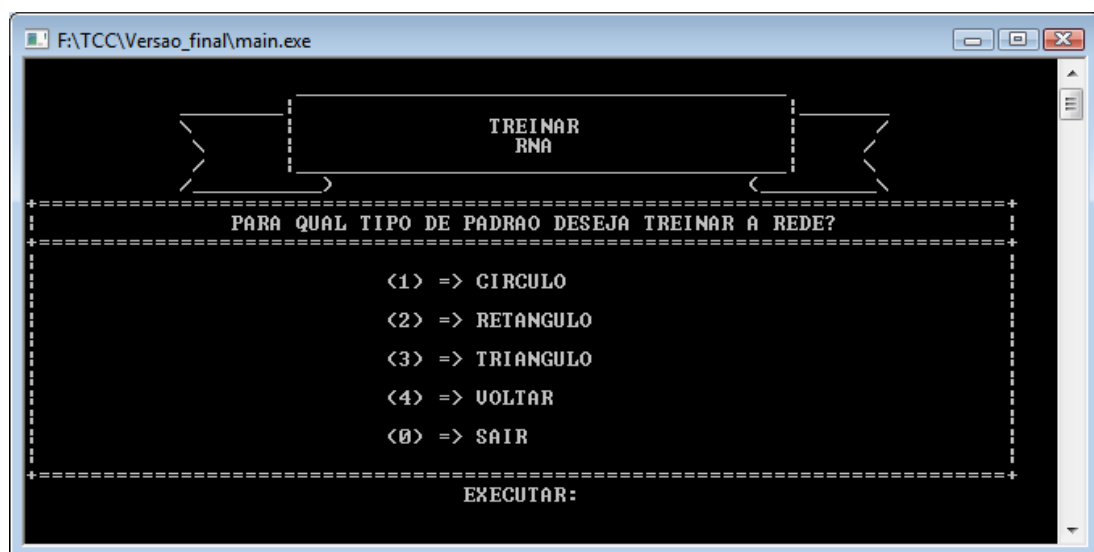 F:\TCC\Versao_final\main.exe
TREINAR
RNA
PARA QUAL TIPO DE PADRAO DESEJA TREINAR A REDE?
(1) => CIRCULO
(2) => RETANGULO
(3) => TRIANGULO
(4) => VOLTAR
(0) => SAIR
EXECUTAR: